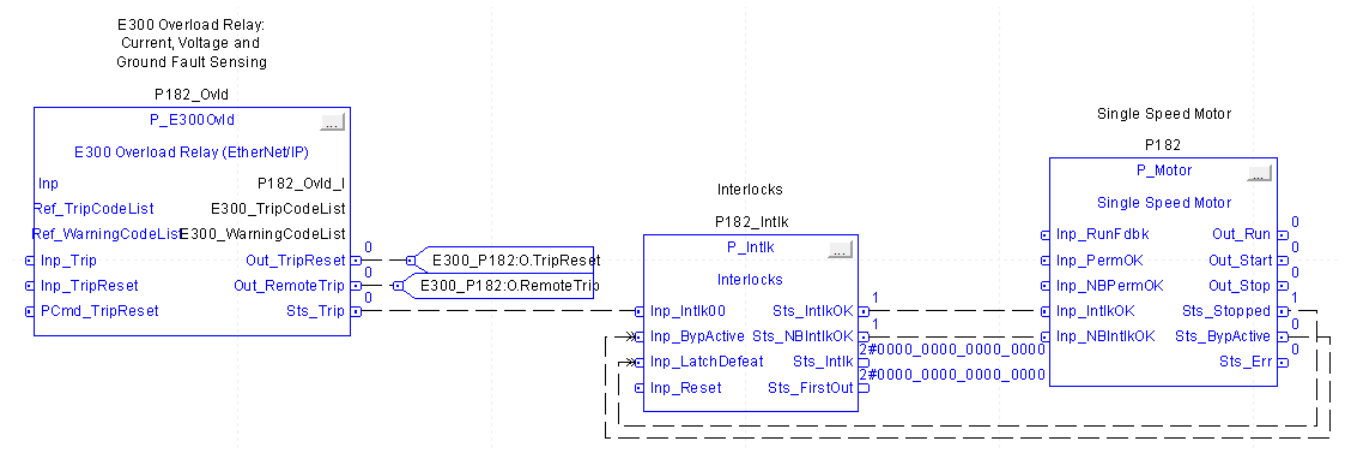 E300 Overload Relay:
Current, Voltage and
Ground Fault Sensing
P182_Ovld
P_E300Ovld
...
E300 Overload Relay (EtherNet/IP)
Inp P182_Ovld_I
Ref_TripCodeList E300_TripCodeList
Ref_WarningCodeList E300_WarningCodeList
Inp_Trip Out_TripReset 0
Inp_TripReset Out_RemoteTrip 0
PCmd_TripReset Sts_Trip 0
E300_P182:O.TripReset
E300_P182:O.RemoteTrip
Interlocks
P182_Intlk
P_Intlk
...
Interlocks
Inp_Intlk00 Sts_IntlkOK 1
Inp_BypActive Sts_NBIntlkOK 1
Inp_LatchDefeat Sts_Intlk 2#0000_0000_0000_0000
Inp_Reset Sts_FirstOut 2#0000_0000_0000_0000
Single Speed Motor
P182
P_Motor
...
Single Speed Motor
Inp_RunFdbk Out_Run 0
Inp_PermOK Out_Start 0
Inp_NBPermOK Out_Stop 0
Inp_IntlkOK Sts_Stopped 1
Inp_NBIntlkOK Sts_BypActive 0
Sts_Err 0